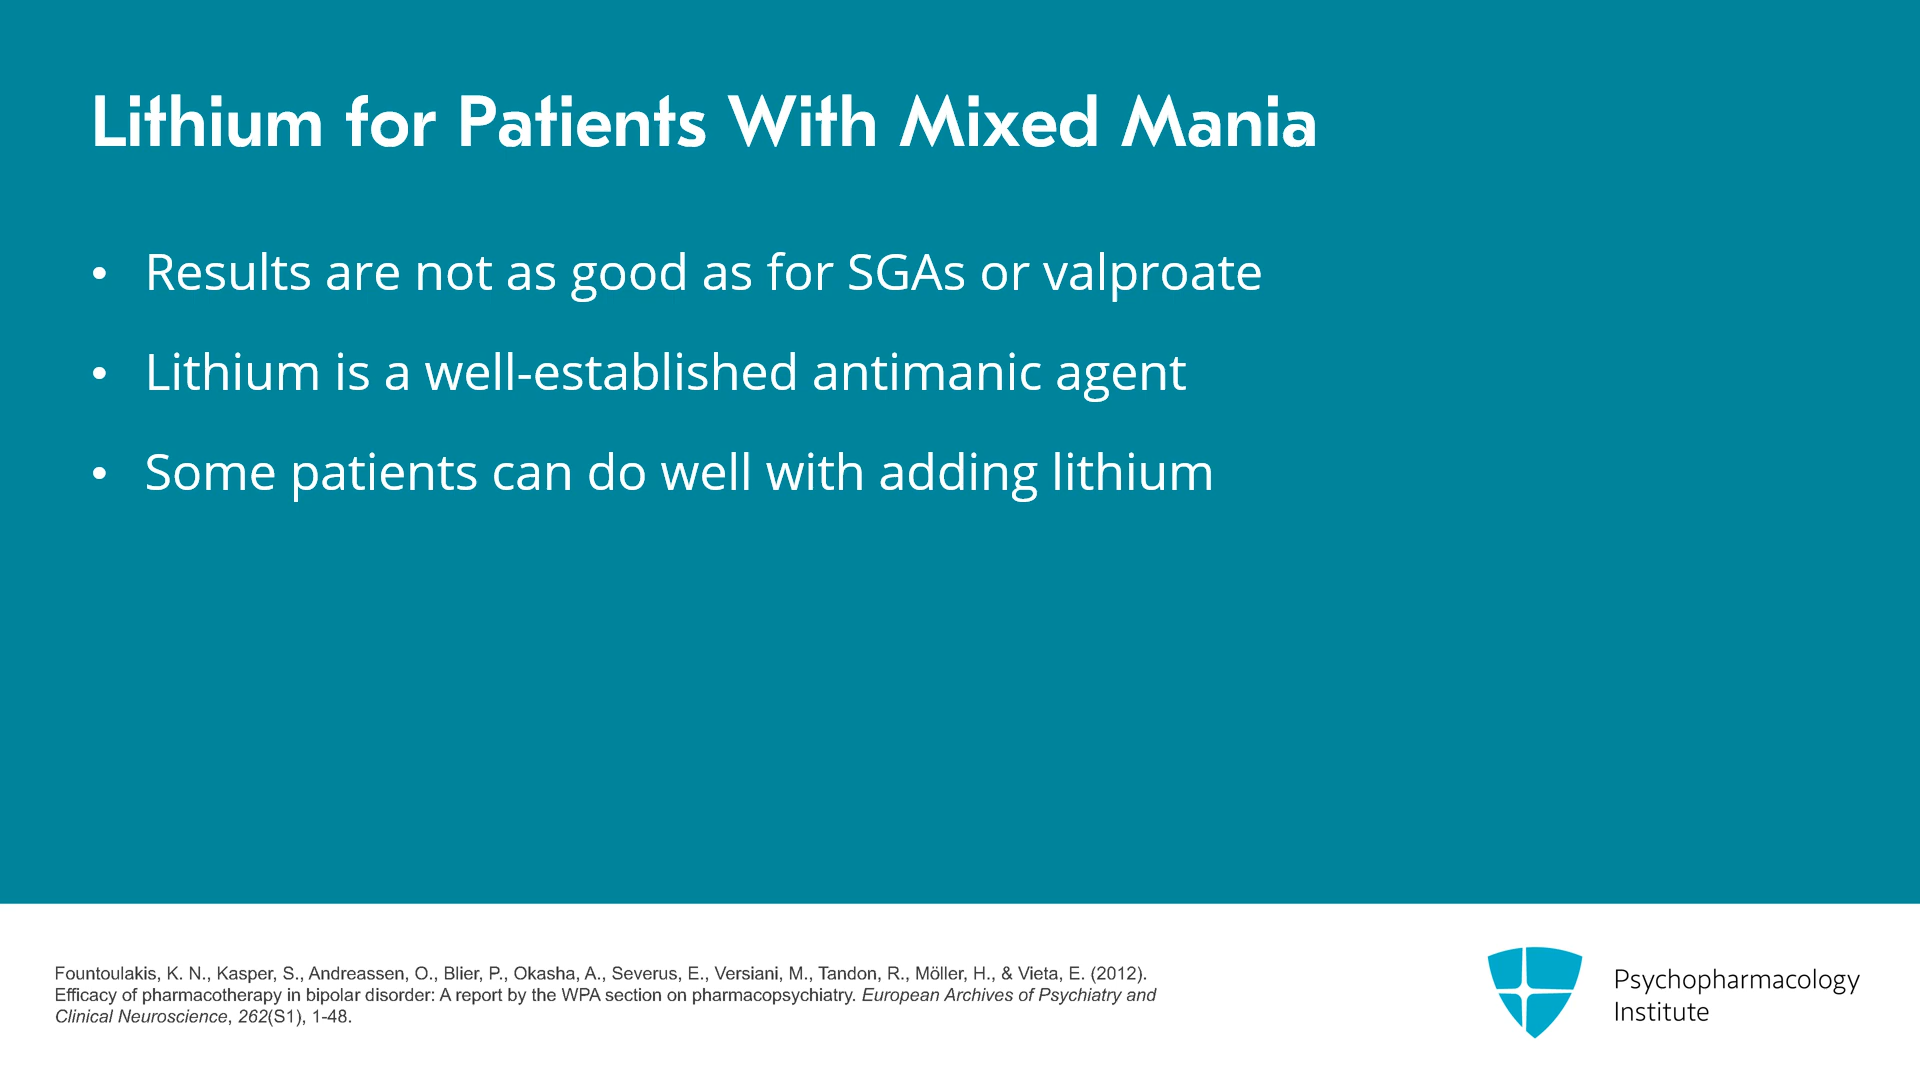 Lithium for Patients With Mixed Mania
• Results are not as good as for SGAs or valproate
• Lithium is a well-established antimanic agent
• Some patients can do well with adding lithium
Fountoulakis, K. N., Kasper, S., Andreassen, O., Blier, P., Okasha, A., Severus, E., Versiani, M., Tandon, R., Möller, H., & Vieta, E. (2012).
Efficacy of pharmacotherapy in bipolar disorder: A report by the WPA section on pharmacopsychiatry. European Archives of Psychiatry and
Clinical Neuroscience, 262(S1), 1-48.
Psychopharmacology
Institute